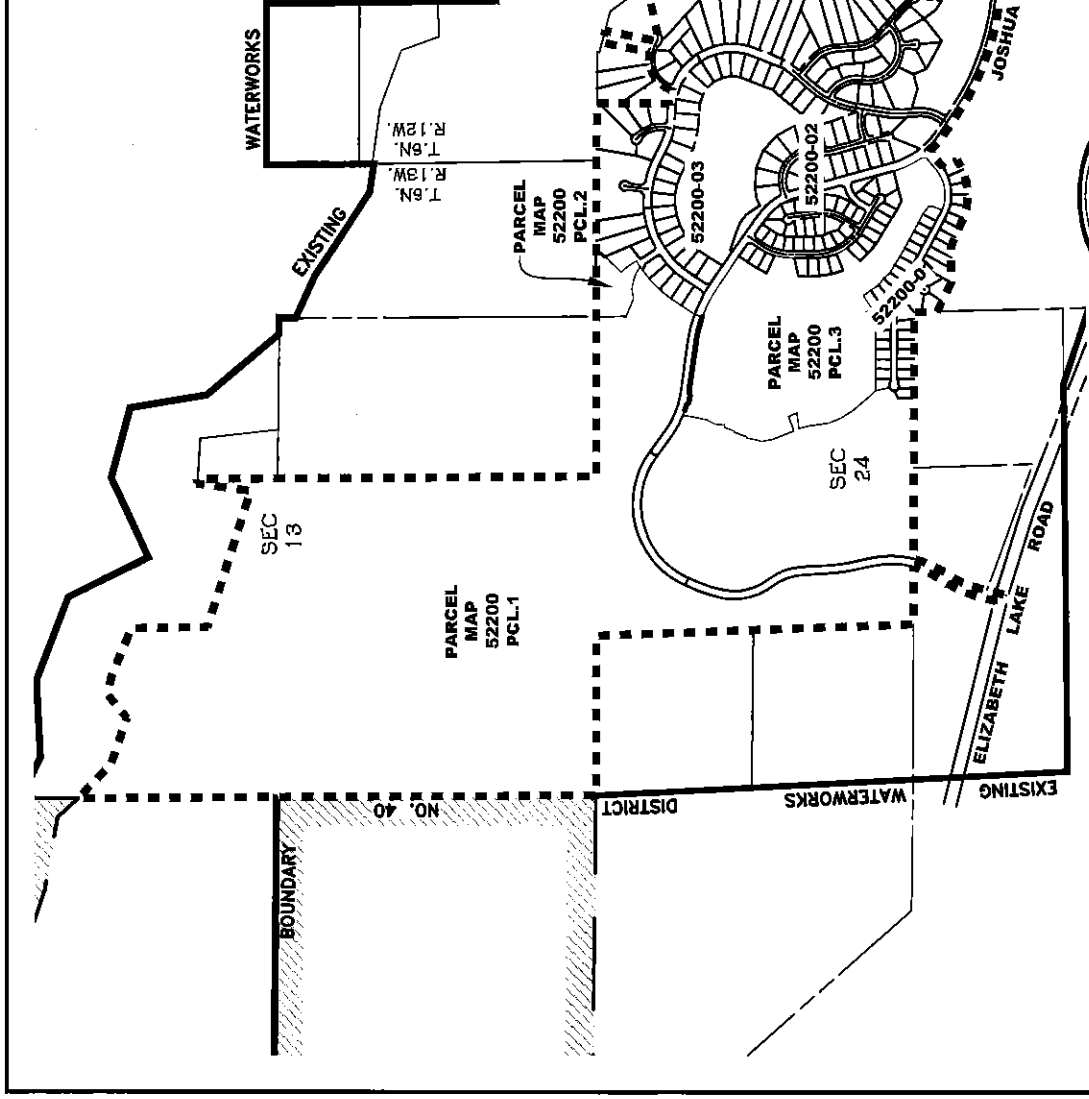 WATERWORKS
EXISTING
T.6N.
R.12W.
T.6N.
R.13W.
PARCEL
MAP
52200
PCL.2
52200-03
52200-02
52200-01
JOSHUA
PARCEL
MAP
52200
PCL.3
SEC
13
SEC
24
PARCEL
MAP
52200
PCL.1
BOUNDARY
NO. 40
DISTRICT
WATERWORKS
EXISTING
ELIZABETH LAKE ROAD